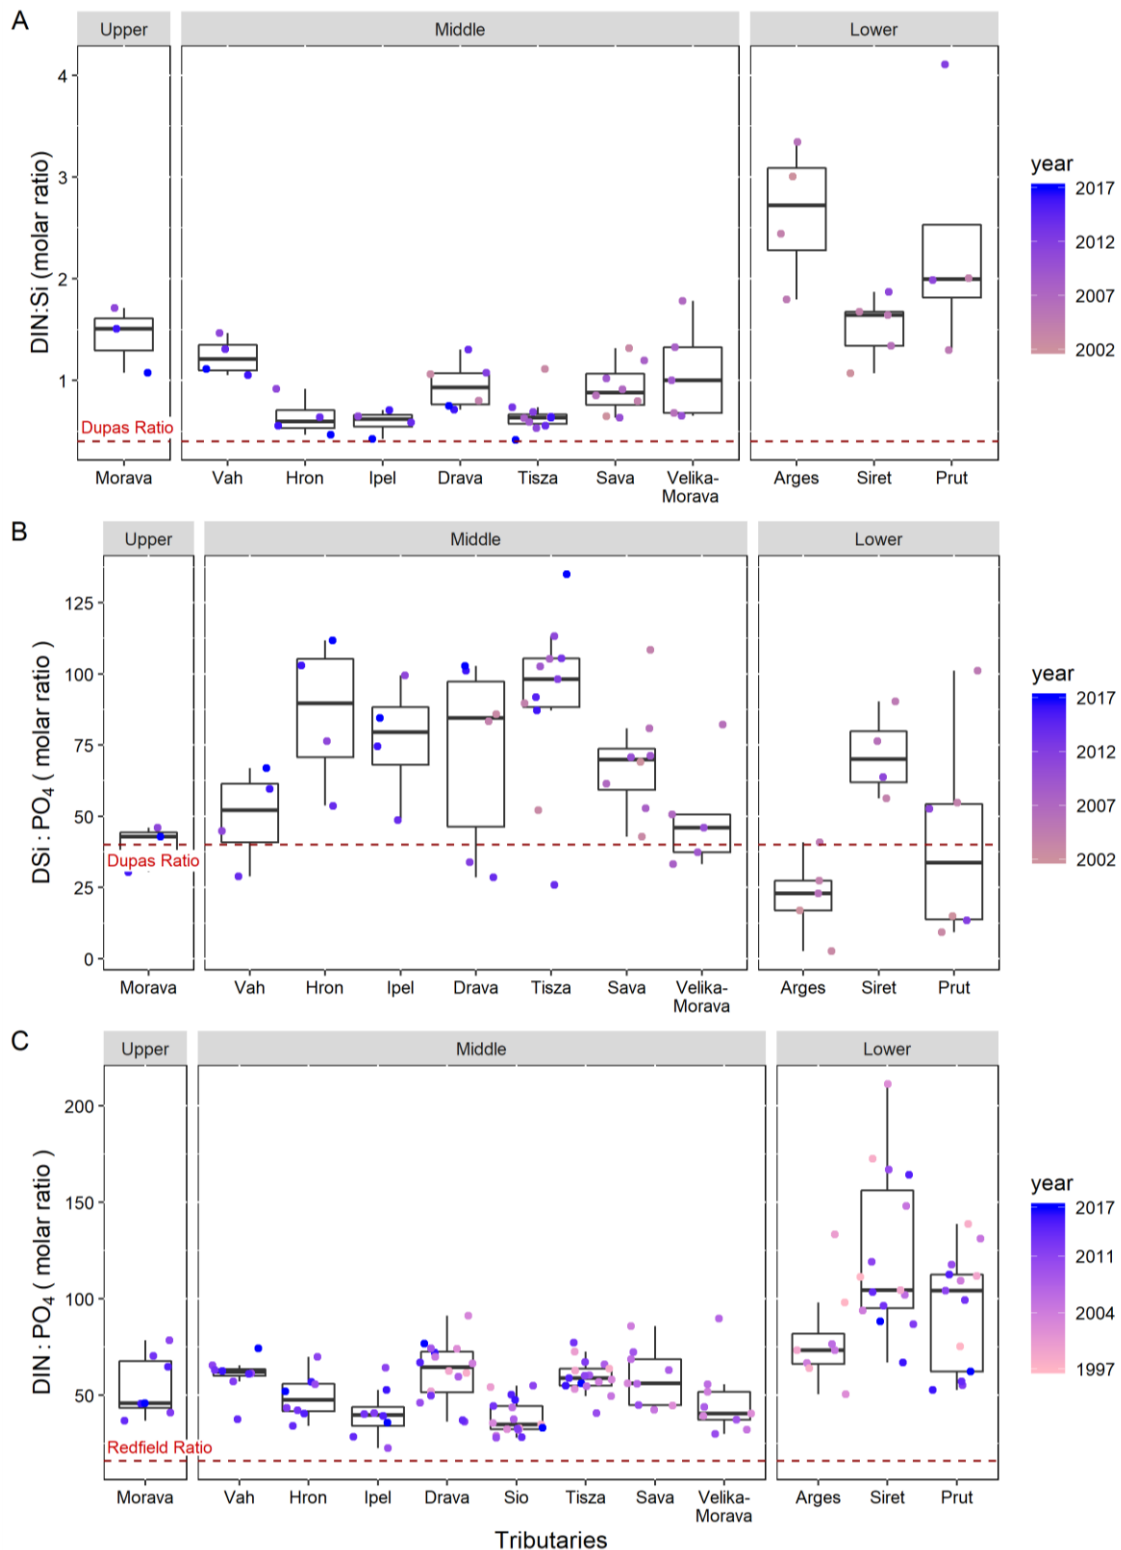 A
Upper Middle Lower
4
3
2
1
DIN:Si (molar ratio)
Dupas Ratio
Morava Vah Hron Ipel Drava Tisza Sava Velika-
Morava
Arges Siret Prut
year
2017
2012
2007
2002
B
Upper Middle Lower
125
100
75
50
25
0
DSi : PO4 ( molar ratio )
Dupas Ratio
Morava Vah Hron Ipel Drava Tisza Sava Velika-
Morava
Arges Siret Prut
year
2017
2012
2007
2002
C
Upper Middle Lower
200
150
100
50
DIN : PO4 ( molar ratio )
Redfield Ratio
Morava Vah Hron Ipel Drava Sio Tisza Sava Velika-
Morava
Arges Siret Prut
year
2017
2011
2004
1997
Tributaries